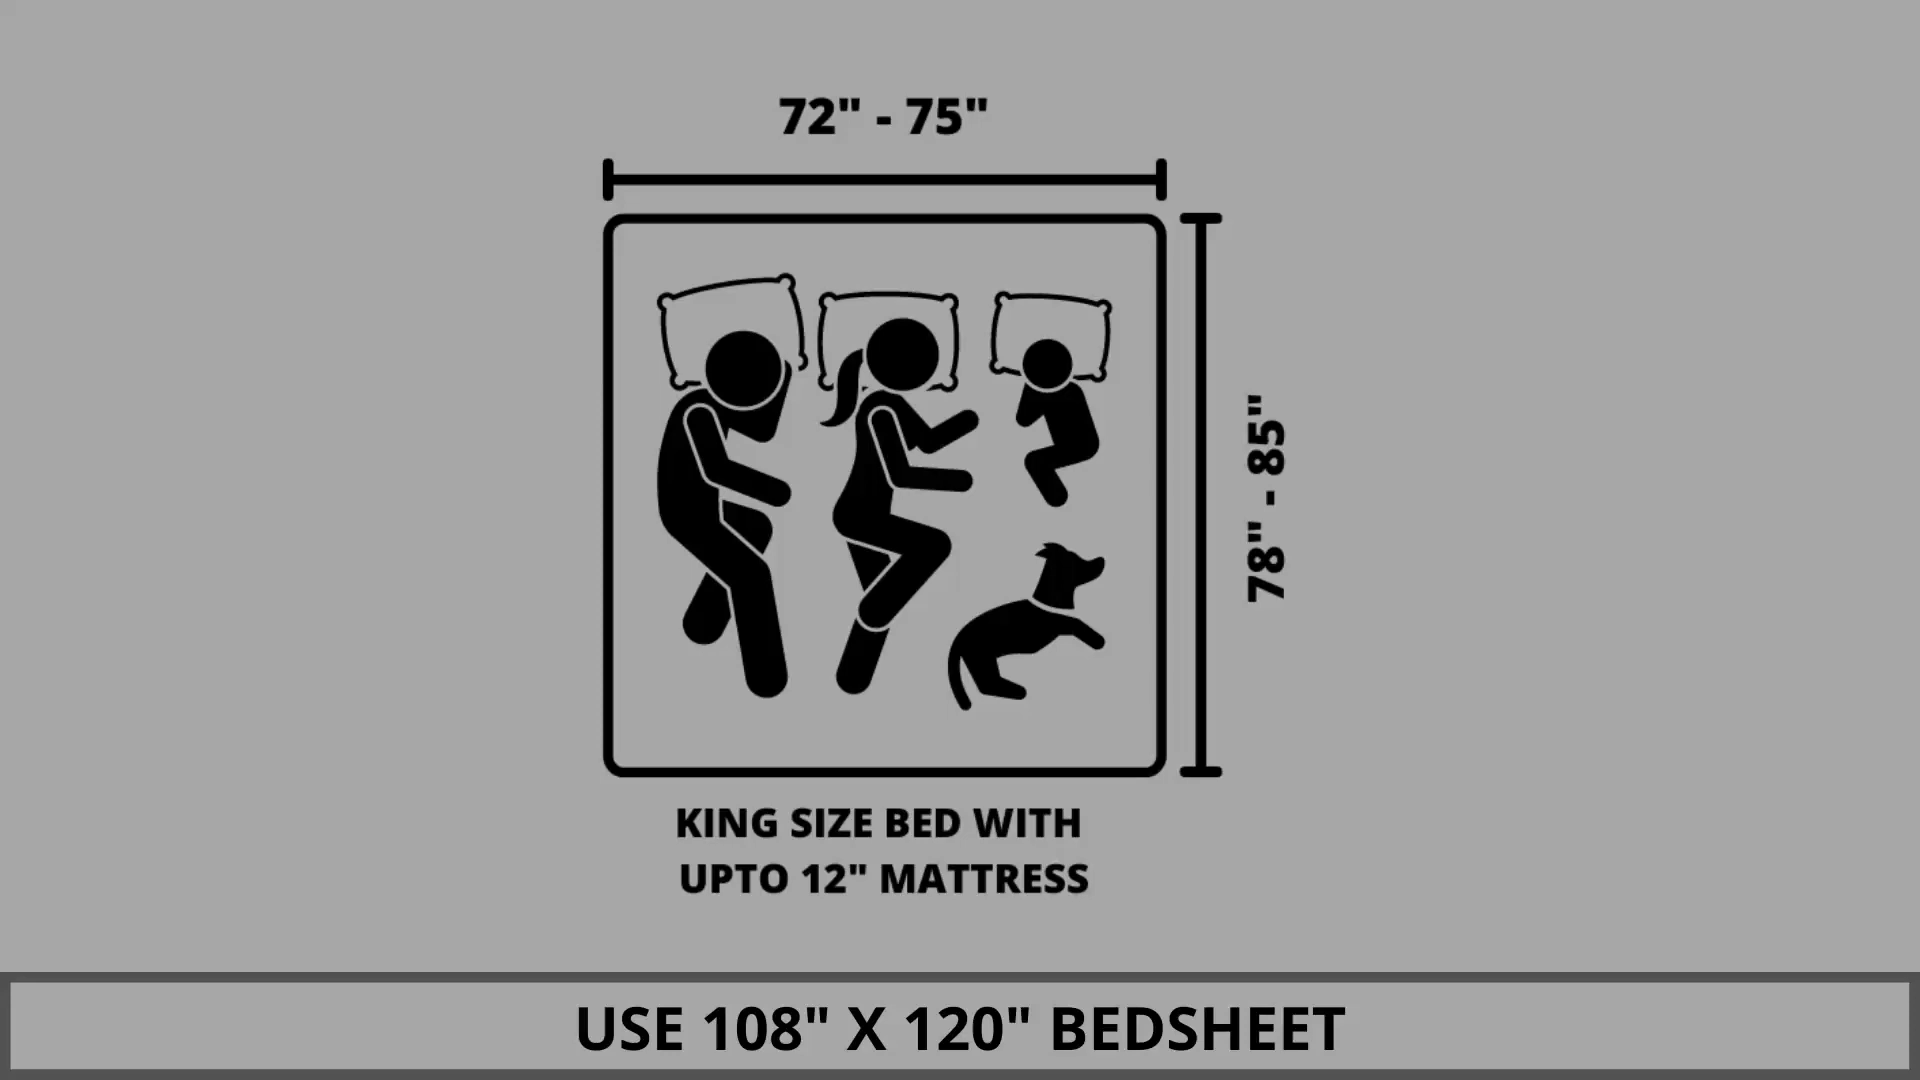 72" - 75"
78" - 85"
KING SIZE BED WITH
UPTO 12" MATTRESS
USE 108" X 120" BEDSHEET